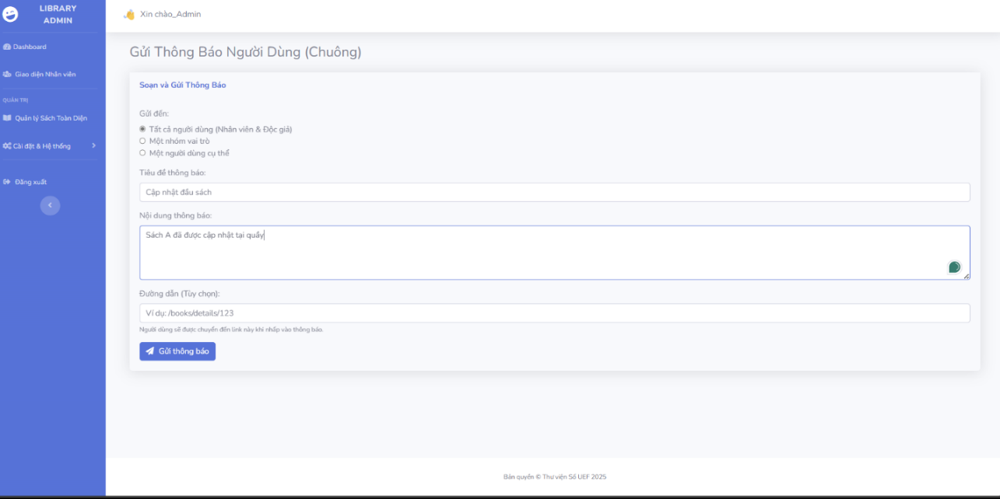 LIBRARY
ADMIN
Xin chào_Admin
Dashboard
Giao diện Nhân viên
QUẢN TRỊ
Quản lý Sách Toàn Diện
Cài đặt & Hệ thống
Đăng xuất
Gửi Thông Báo Người Dùng (Chuông)
Soạn và Gửi Thông Báo
Gửi đến:
Tất cả người dùng (Nhân viên & Độc giả)
Một nhóm vai trò
Một người dùng cụ thể
Tiêu đề thông báo:
Cập nhật đầu sách
Nội dung thông báo:
Sách A đã được cập nhật tại quầy
Đường dẫn (Tùy chọn):
Ví dụ: /books/details/123
Người dùng sẽ được chuyển đến link này khi nhấp vào thông báo.
Gửi thông báo
Bản quyền © Thư viện Số UEF 2025